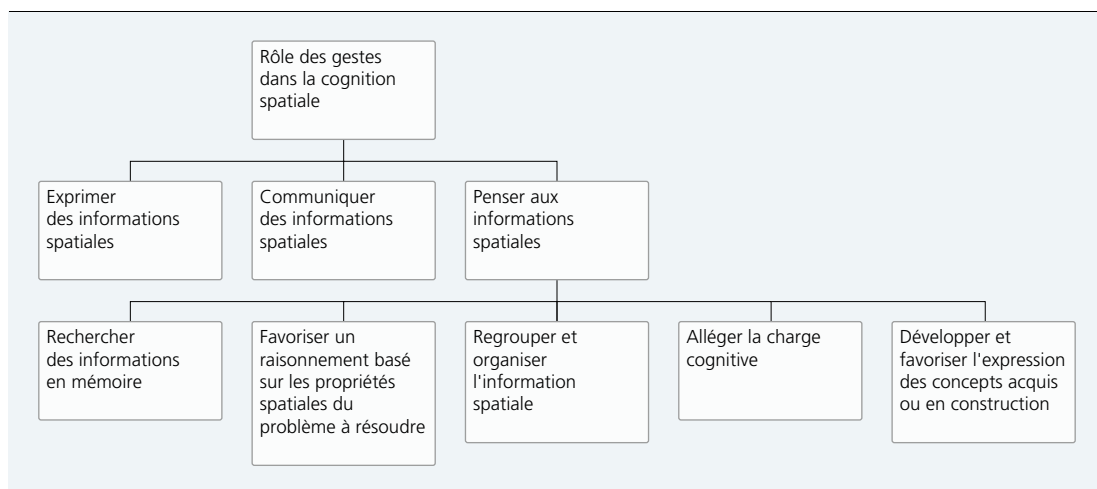 Rôle des gestes
dans la cognition
spatiale
Exprimer
des informations
spatiales
Communiquer
des informations
spatiales
Penser aux
informations
spatiales
Rechercher
des informations
en mémoire
Favoriser un
raisonnement basé
sur les propriétés
spatiales du
problème à résoudre
Regrouper et
organiser
l'information
spatiale
Alléger la charge
cognitive
Développer et
favoriser l'expression
des concepts acquis
ou en construction